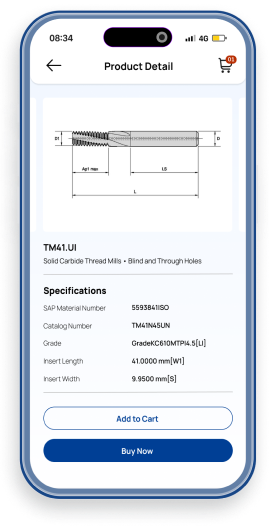 08:34 4G
Product Detail 01
D1 D
Ap1 max L3
L
TM41.UI
Solid Carbide Thread Mills • Blind and Through Holes
Specifications
SAP Material Number 5593841ISO
Catalog Number TM41N45UN
Grade GradeKC610MTPI4.5[LI]
Insert Length 41.0000 mm[W1]
Insert Width 9.9500 mm[S]
Add to Cart
Buy Now